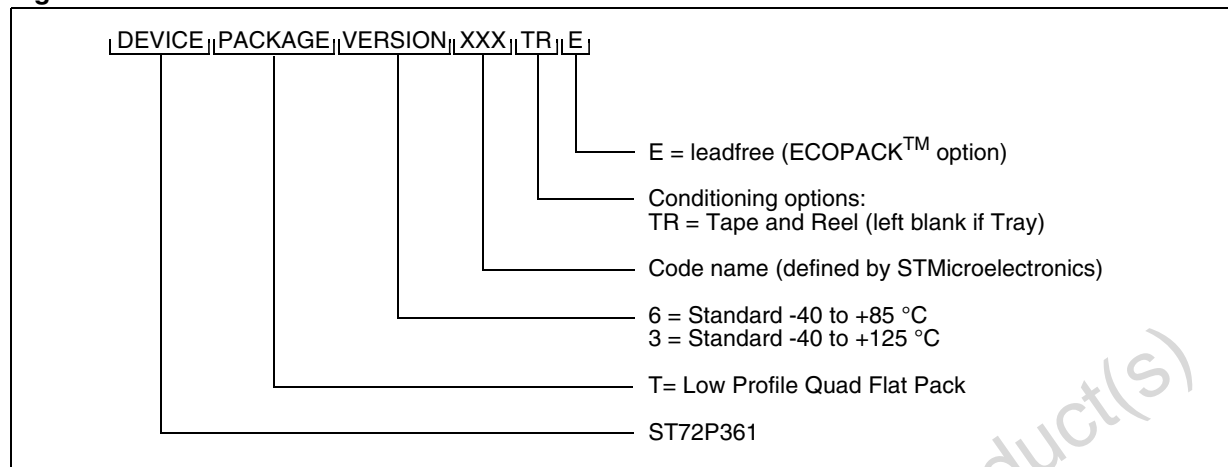 DEVICE PACKAGE VERSION XXX TR E
E = leadfree (ECOPACK™ option)
Conditioning options:
TR = Tape and Reel (left blank if Tray)
Code name (defined by STMicroelectronics)
6 = Standard -40 to +85 °C
3 = Standard -40 to +125 °C
T= Low Profile Quad Flat Pack
ST72P361
duct(s)